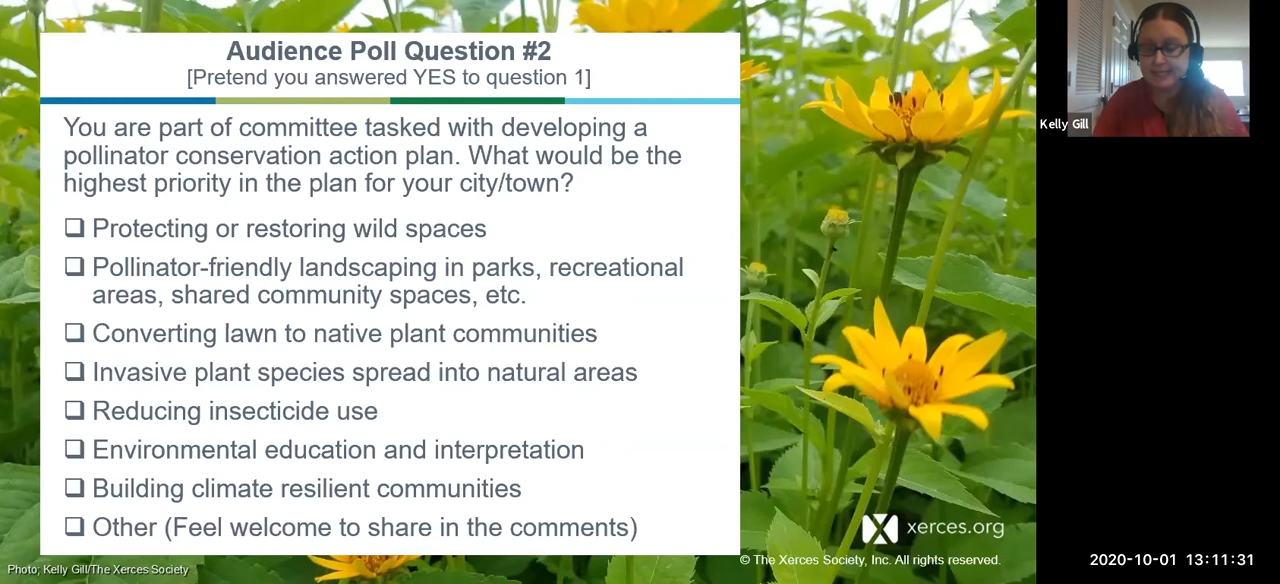 Audience Poll Question #2
[Pretend you answered YES to question 1]
You are part of committee tasked with developing a
pollinator conservation action plan. What would be the
highest priority in the plan for your city/town?
Protecting or restoring wild spaces
Pollinator-friendly landscaping in parks, recreational
areas, shared community spaces, etc.
Converting lawn to native plant communities
Invasive plant species spread into natural areas
Reducing insecticide use
Environmental education and interpretation
Building climate resilient communities
Other (Feel welcome to share in the comments)
Photo; Kelly Gill/The Xerces Society
xerces.org
© The Xerces Society, Inc. All rights reserved.
Kelly Gill
2020-10-01 13:11:31